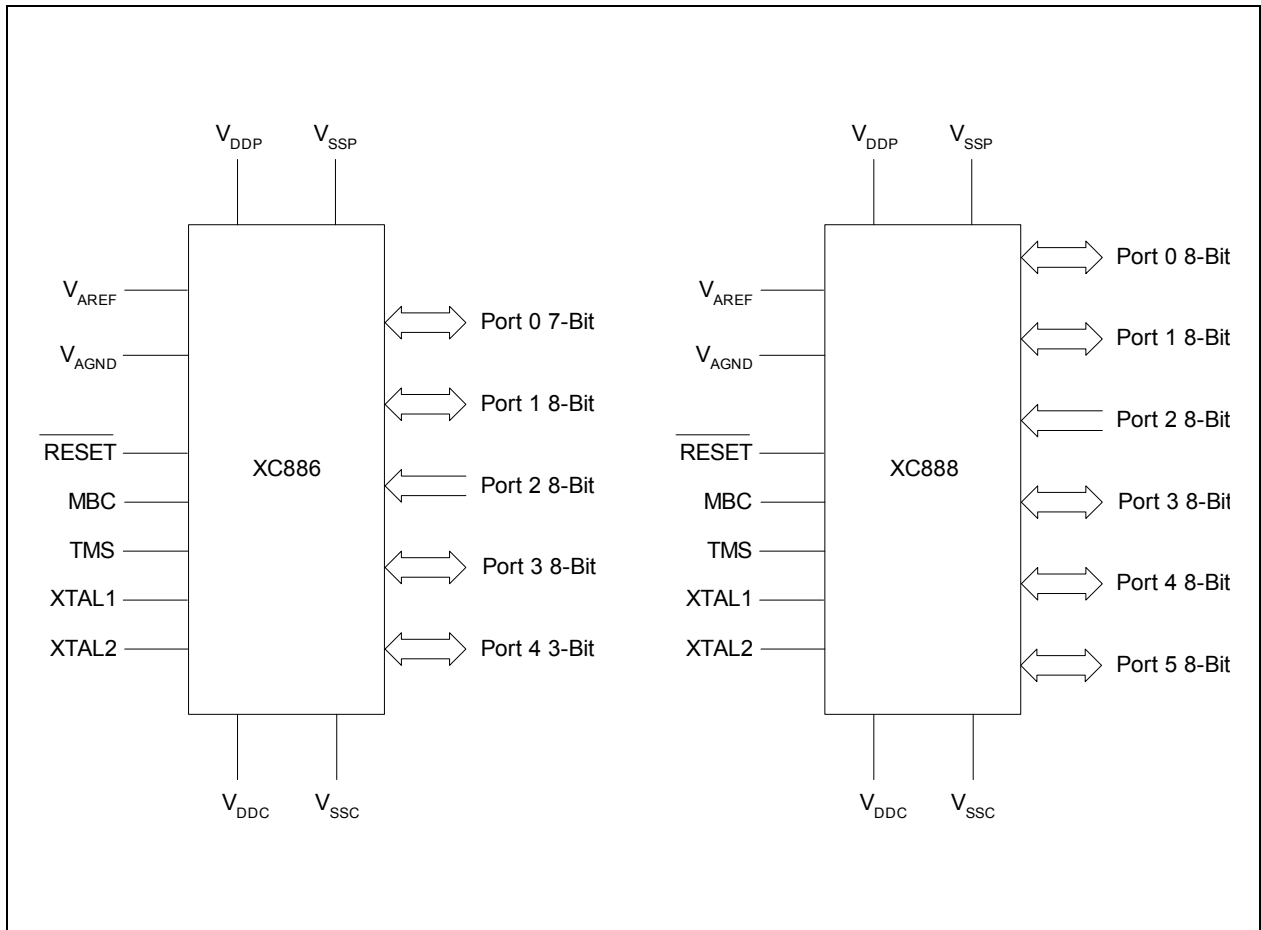 VDDP VSSP
VAREF
VAGND
RESET
MBC
TMS
XTAL1
XTAL2
XC886
Port 0 7-Bit
Port 1 8-Bit
Port 2 8-Bit
Port 3 8-Bit
Port 4 3-Bit
VDDC VSSC
VDDP VSSP
VAREF
VAGND
RESET
MBC
TMS
XTAL1
XTAL2
XC888
Port 0 8-Bit
Port 1 8-Bit
Port 2 8-Bit
Port 3 8-Bit
Port 4 8-Bit
Port 5 8-Bit
VDDC VSSC